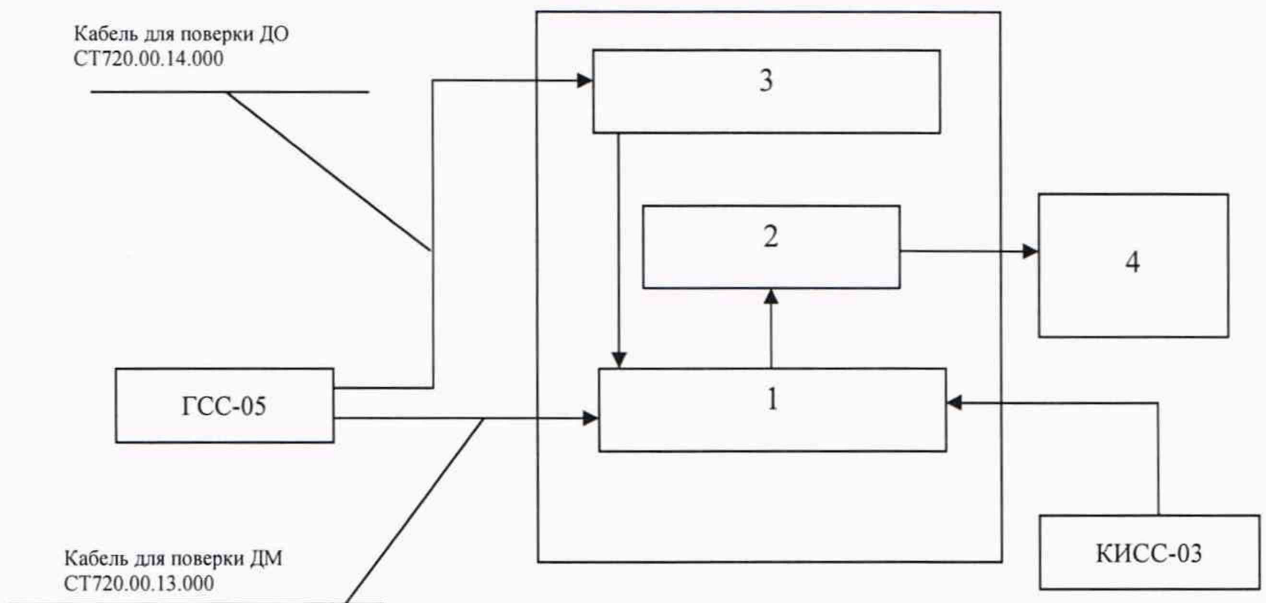 Кабель для поверки ДО
СТ720.00.14.000
3
2
4
ГСС-05
1
Кабель для поверки ДМ
СТ720.00.13.000
КИСС-03